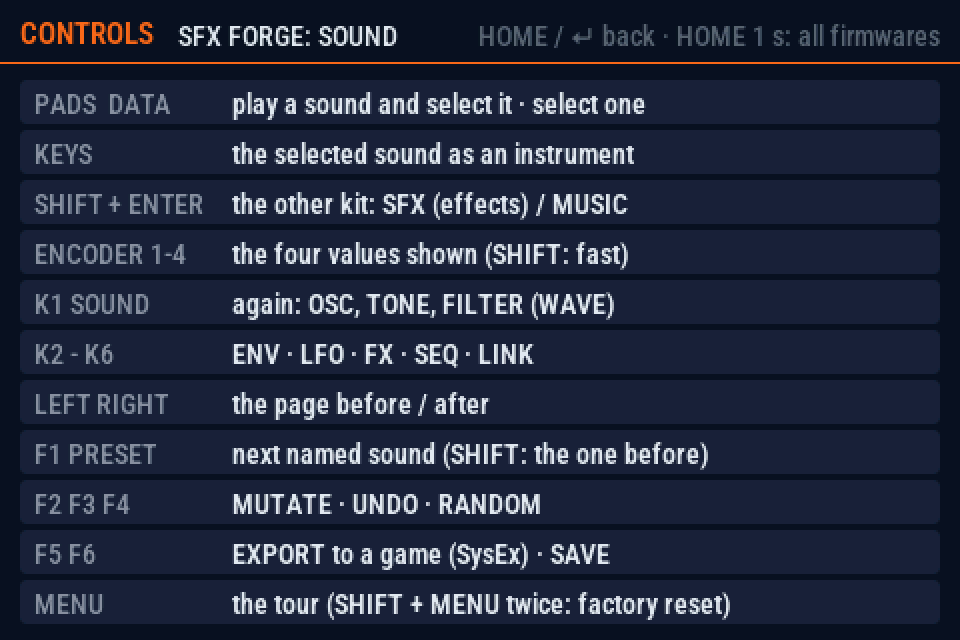 CONTROLS SFX FORGE: SOUND HOME / ↵ back · HOME 1 s: all firmwares
PADS DATA play a sound and select it · select one
KEYS the selected sound as an instrument
SHIFT + ENTER the other kit: SFX (effects) / MUSIC
ENCODER 1-4 the four values shown (SHIFT: fast)
K1 SOUND again: OSC, TONE, FILTER (WAVE)
K2 - K6 ENV · LFO · FX · SEQ · LINK
LEFT RIGHT the page before / after
F1 PRESET next named sound (SHIFT: the one before)
F2 F3 F4 MUTATE · UNDO · RANDOM
F5 F6 EXPORT to a game (SysEx) · SAVE
MENU the tour (SHIFT + MENU twice: factory reset)